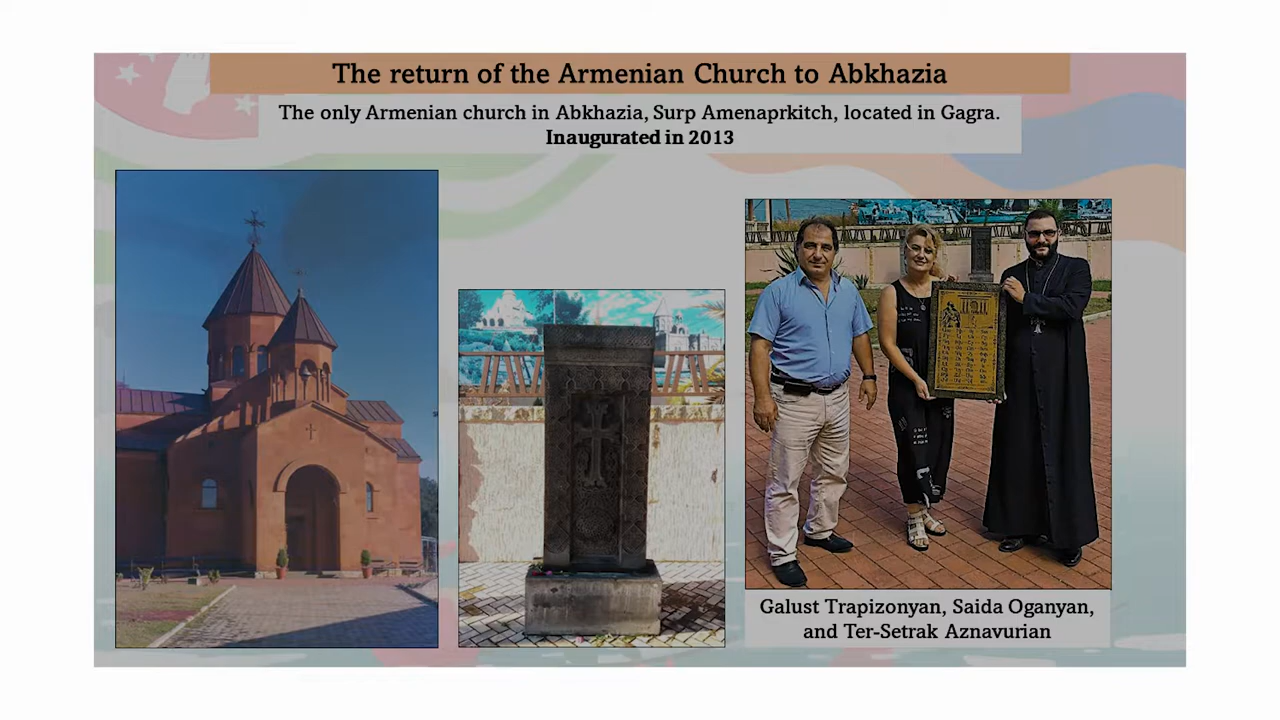 The return of the Armenian Church to Abkhazia
The only Armenian church in Abkhazia, Surp Amenaprkitch, located in Gagra.
Inaugurated in 2013
Galust Trapizonyan, Saida Oganyan,
and Ter-Setrak Aznavurian